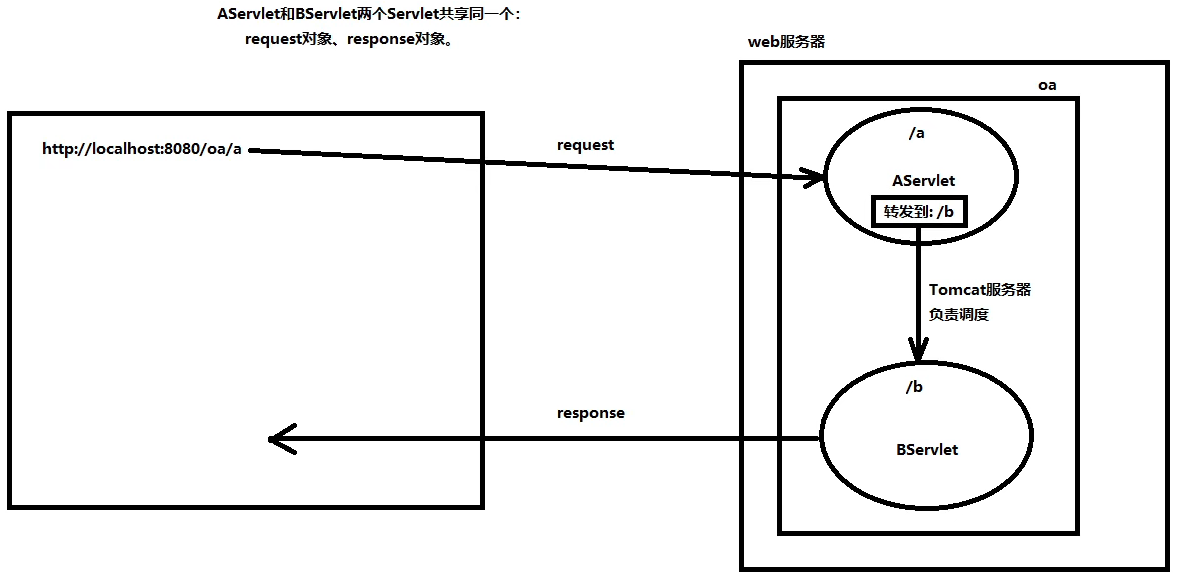 AServlet和BServlet两个Servlet共享同一个：
request对象、response对象。
web服务器
oa
http://localhost:8080/oa/a
request
/a
AServlet
转发到: /b
Tomcat服务器
负责调度
/b
response
BServlet